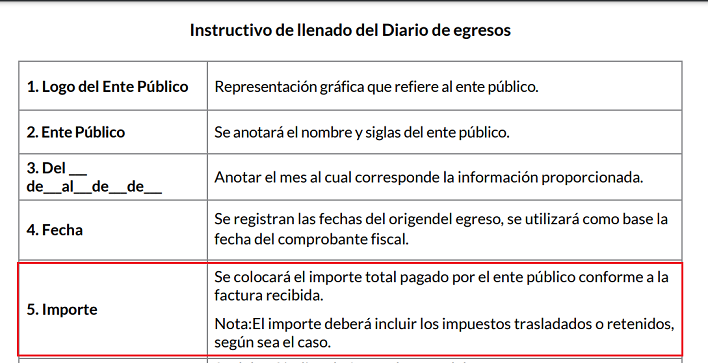 Instructivo de llenado del Diario de egresos
1. Logo del Ente Público
Representación gráfica que refiere al ente público.
2. Ente Público
Se anotará el nombre y siglas del ente público.
3. Del __
de__al__de__de__
Anotar el mes al cual corresponde la información proporcionada.
4. Fecha
Se registran las fechas del origendel egreso, se utilizará como base la
fecha del comprobante fiscal.
5. Importe
Se colocará el importe total pagado por el ente público conforme a la
factura recibida.
Nota:El importe deberá incluir los impuestos trasladados o retenidos,
según sea el caso.